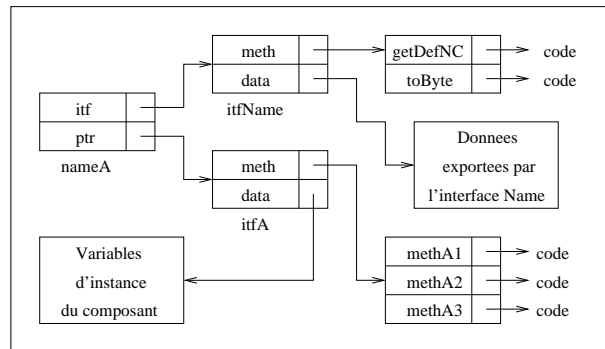 meth
data
itfName
getDefNC
code
toByte
code
itf
ptr
nameA
Donnees
exportees par
l'interface Name
meth
data
itfA
Variables
d'instance
du composant
methA1
code
methA2
code
methA3
code